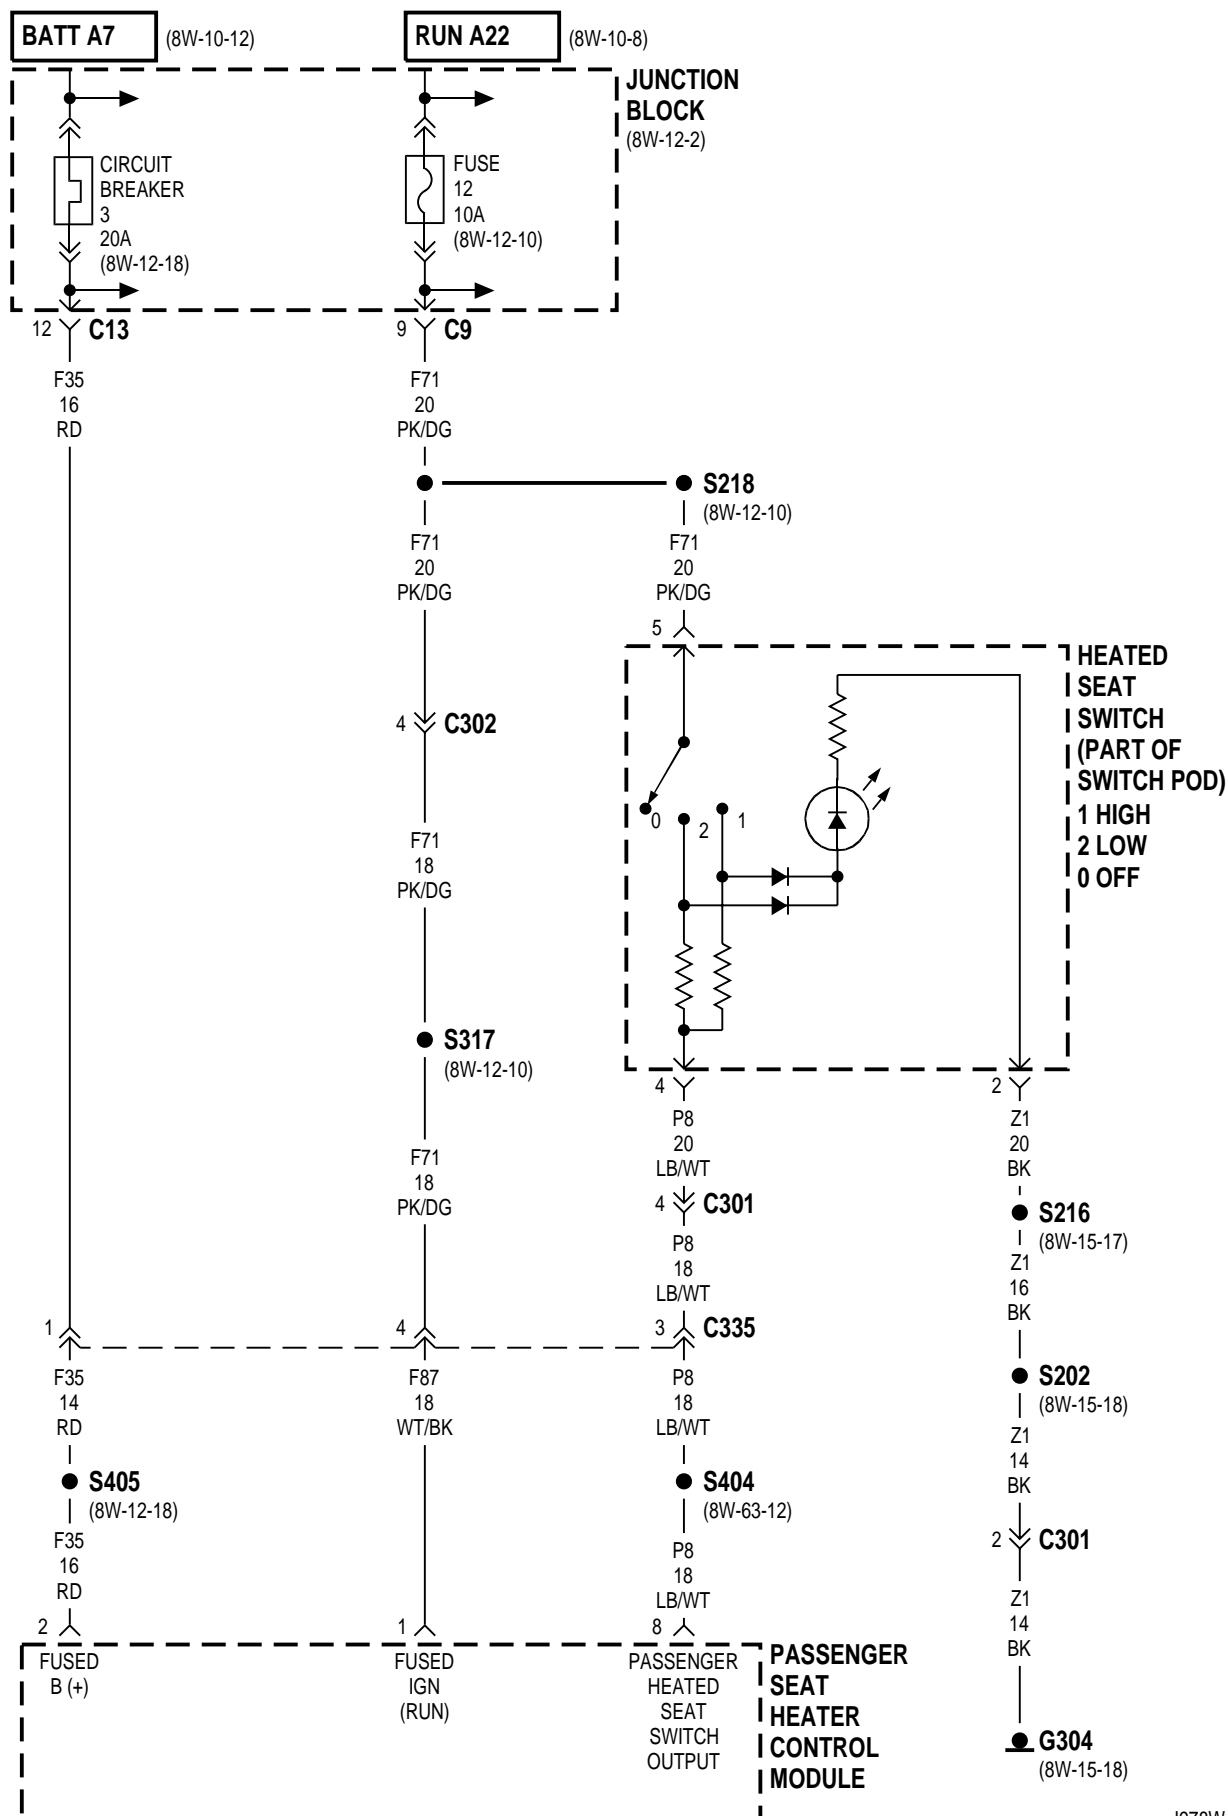 BATT A7
(8W-10-12)
RUN A22
(8W-10-8)
JUNCTION
BLOCK
(8W-12-2)
CIRCUIT
BREAKER
3
20A
(8W-12-18)
FUSE
12
10A
(8W-12-10)
12
C13
9
C9
F35
16
RD
F71
20
PK/DG
S218
(8W-12-10)
F71
20
PK/DG
F71
20
PK/DG
5
HEATED
SEAT
SWITCH
(PART OF
SWITCH POD)
1 HIGH
2 LOW
0 OFF
4
C302
0
2
1
F71
18
PK/DG
S317
(8W-12-10)
4
2
P8
20
LB/WT
Z1
20
BK
F71
18
PK/DG
4
C301
S216
(8W-15-17)
P8
18
LB/WT
Z1
16
BK
1
4
3
C335
F35
14
RD
F87
18
WT/BK
P8
18
LB/WT
S202
(8W-15-18)
Z1
14
BK
S405
(8W-12-18)
S404
(8W-63-12)
F35
16
RD
P8
18
LB/WT
2
C301
Z1
14
BK
2
1
8
FUSED
B (+)
FUSED
IGN
(RUN)
PASSENGER
HEATED
SEAT
SWITCH
OUTPUT
PASSENGER
SEAT
HEATER
CONTROL
MODULE
G304
(8W-15-18)